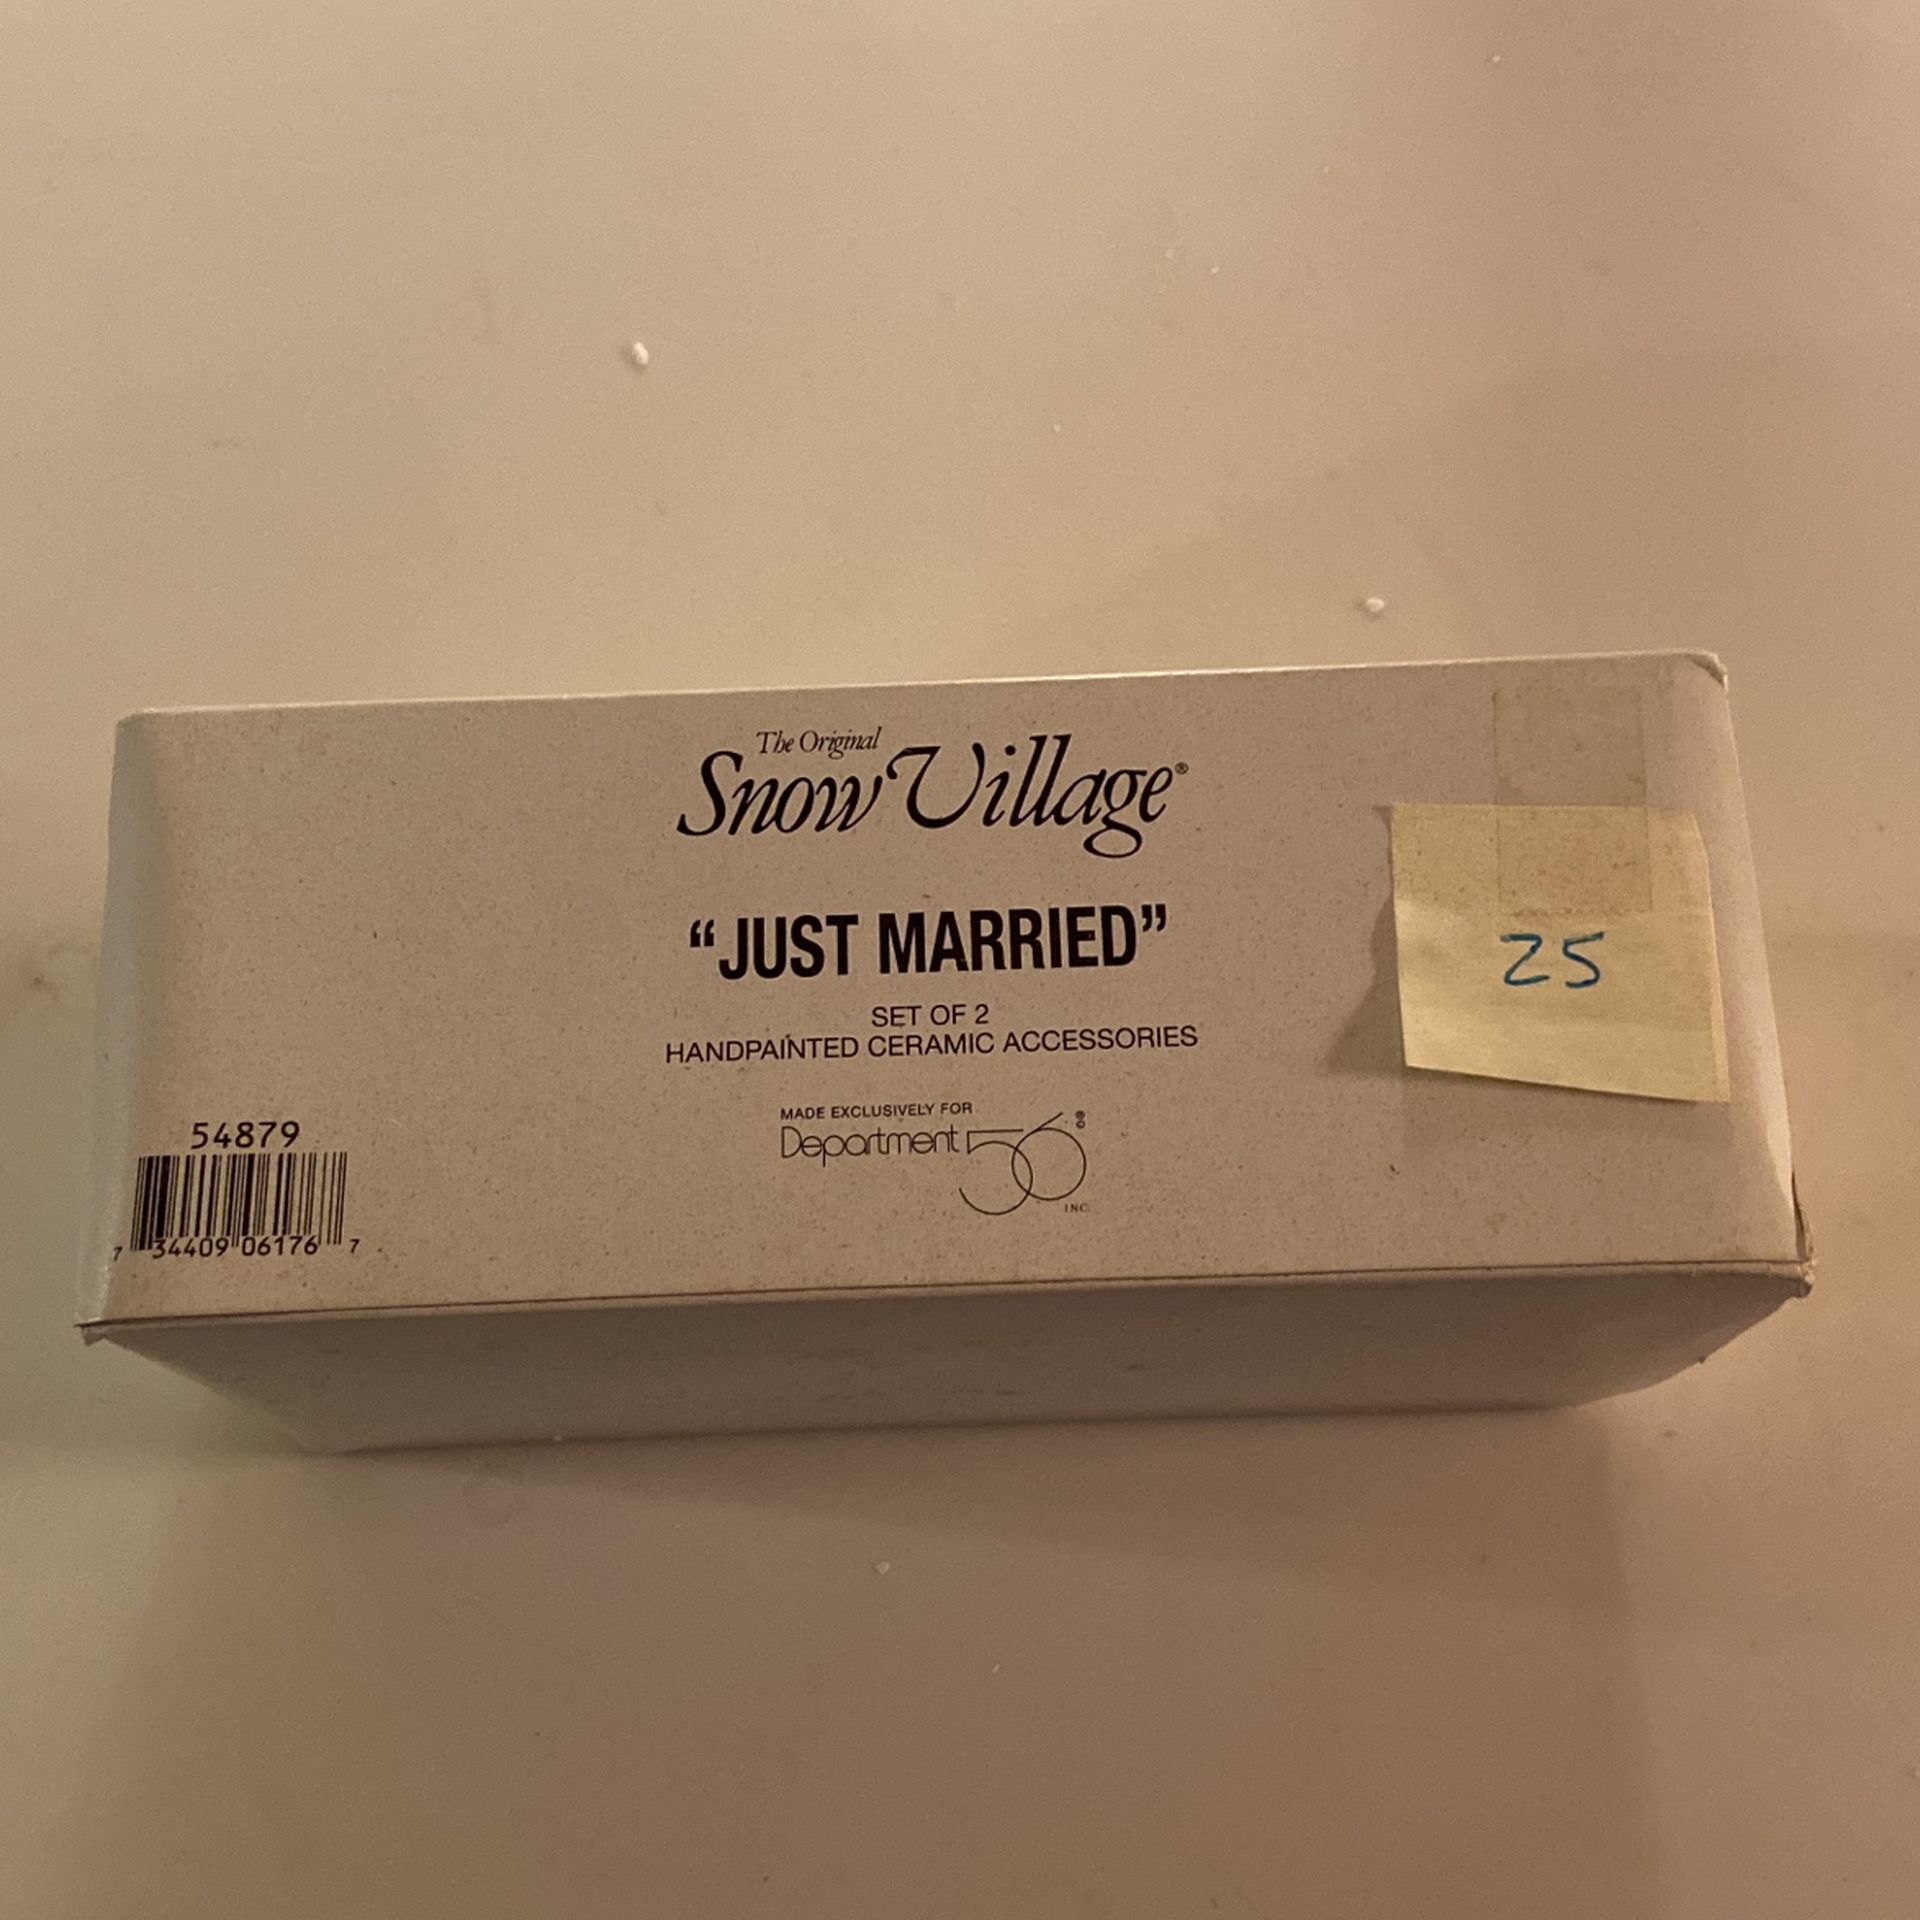 The Original
Snow Village®
“JUST MARRIED”
SET OF 2
HANDPAINTED CERAMIC ACCESSORIES
MADE EXCLUSIVELY FOR
Department 56®
INC.
54879
7 34409 06176 7
25